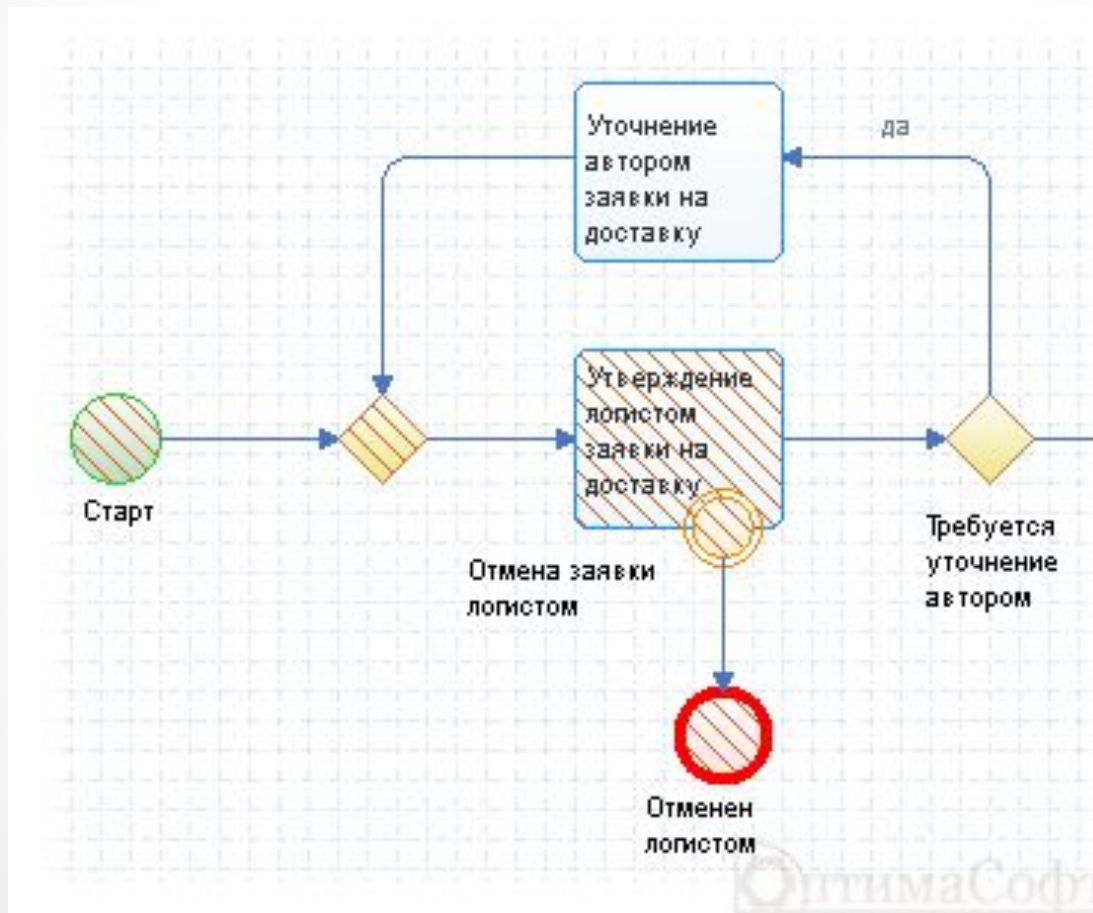 Уточнение
автором
заявки на
доставку
да
Утверждение
логистом
заявки на
доставку
Старт
Отмена заявки
логистом
Требуется
уточнение
автором
Отменен
логистом
ОптимаСофт